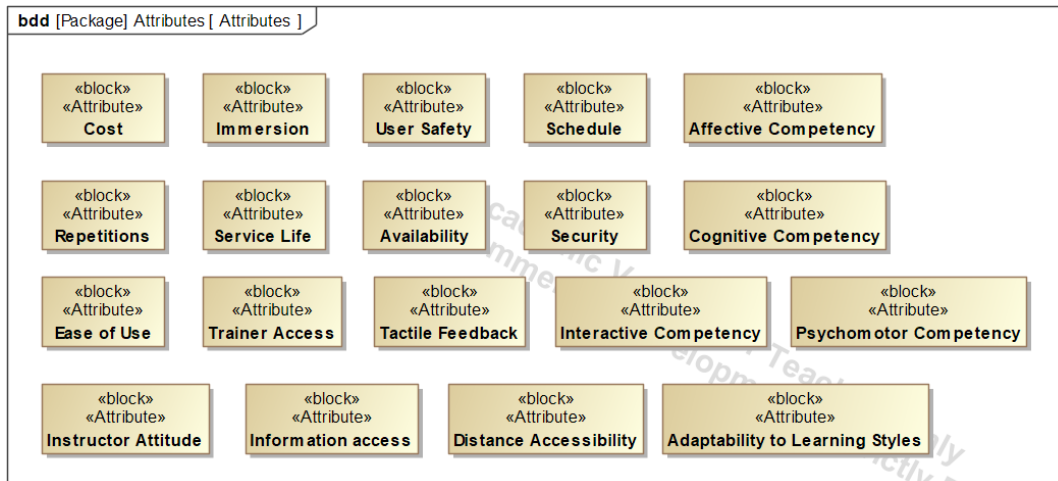 bdd [Package] Attributes [ Attributes ]
«block» «block» «block» «block» «block»
«Attribute» «Attribute» «Attribute» «Attribute» «Attribute»
Cost Immersion User Safety Schedule Affective Competency
«block» «block» «block» «block» «block»
«Attribute» «Attribute» «Attribute» «Attribute» «Attribute»
Repetitions Service Life Availability Security Cognitive Competency
«block» «block» «block» «block» «block»
«Attribute» «Attribute» «Attribute» «Attribute» «Attribute»
Ease of Use Trainer Access Tactile Feedback Interactive Competency Psychomotor Competency
«block» «block» «block» «block»
«Attribute» «Attribute» «Attribute» «Attribute»
Instructor Attitude Information access Distance Accessibility Adaptability to Learning Styles